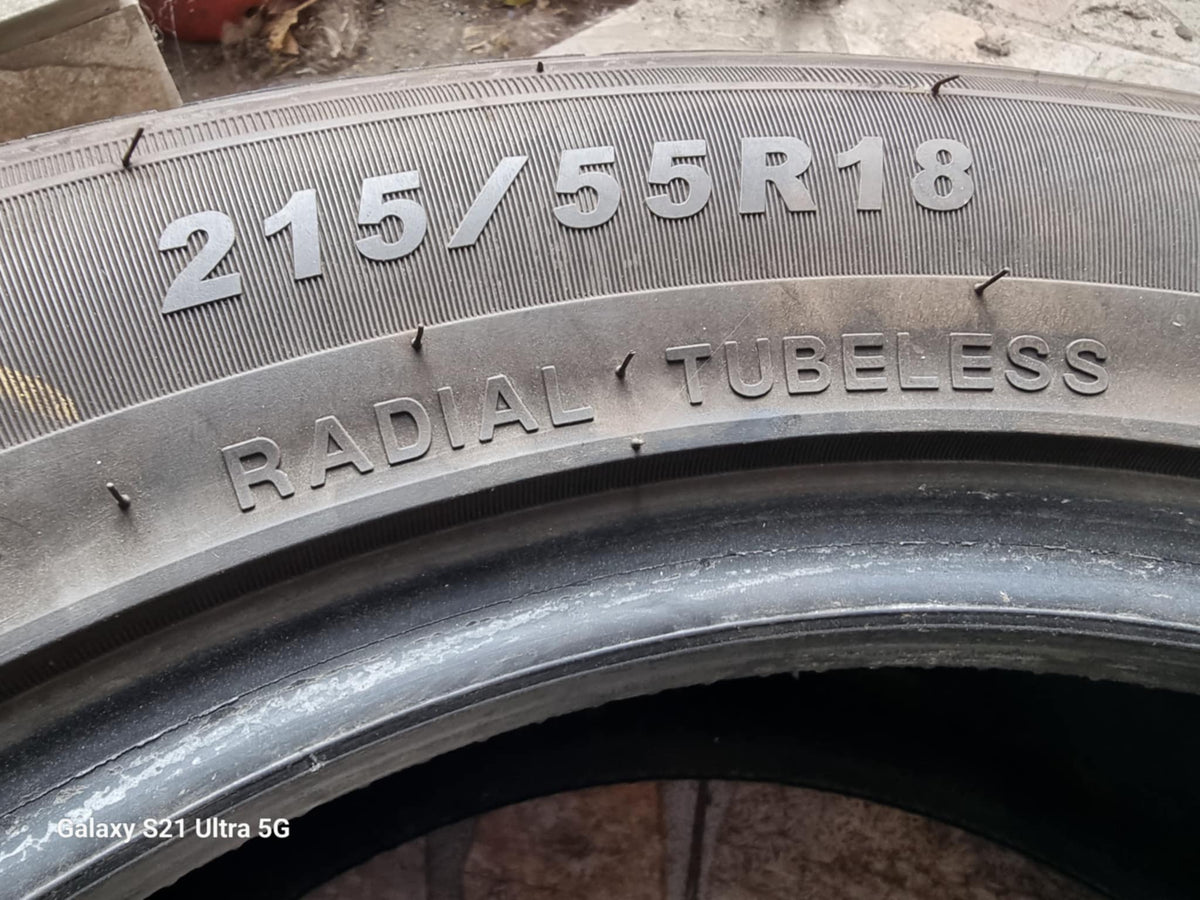 215/55R18
RADIAL TUBELESS
Galaxy S21 Ultra 5G